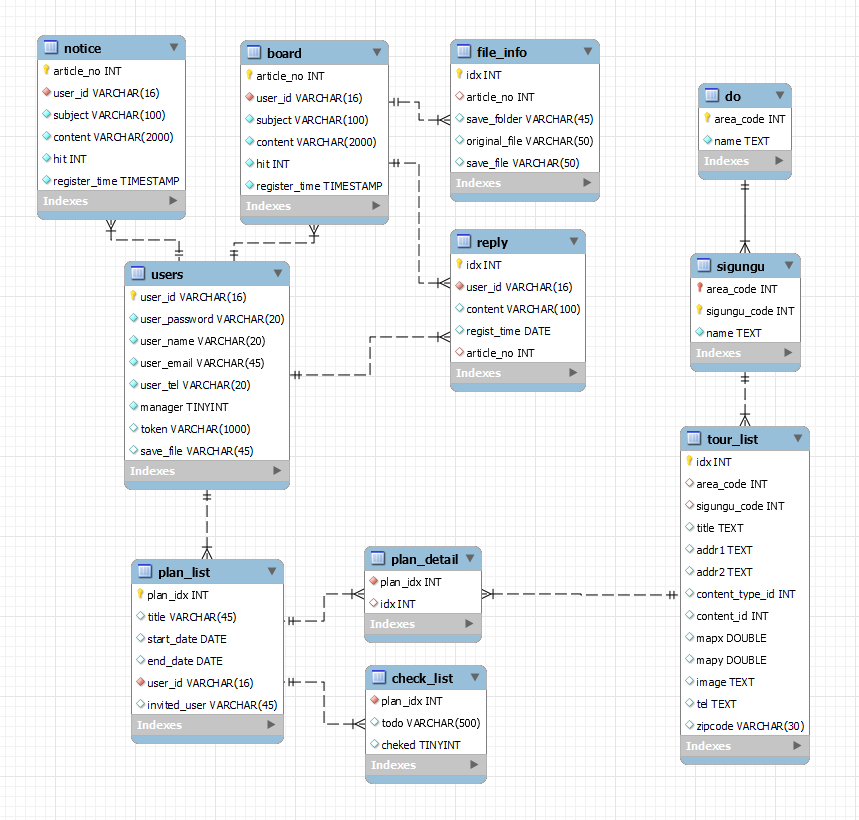 notice
article_no INT
user_id VARCHAR(16)
subject VARCHAR(100)
content VARCHAR(2000)
hit INT
register_time TIMESTAMP
Indexes
board
article_no INT
user_id VARCHAR(16)
subject VARCHAR(100)
content VARCHAR(2000)
hit INT
register_time TIMESTAMP
Indexes
file_info
idx INT
article_no INT
save_folder VARCHAR(45)
original_file VARCHAR(50)
save_file VARCHAR(50)
Indexes
do
area_code INT
name TEXT
Indexes
users
user_id VARCHAR(16)
user_password VARCHAR(20)
user_name VARCHAR(20)
user_email VARCHAR(45)
user_tel VARCHAR(20)
manager TINYINT
token VARCHAR(1000)
save_file VARCHAR(45)
Indexes
reply
idx INT
user_id VARCHAR(16)
content VARCHAR(100)
regist_time DATE
article_no INT
Indexes
sigungu
area_code INT
sigungu_code INT
name TEXT
Indexes
plan_list
plan_idx INT
title VARCHAR(45)
start_date DATE
end_date DATE
user_id VARCHAR(16)
invited_user VARCHAR(45)
Indexes
plan_detail
plan_idx INT
idx INT
Indexes
check_list
plan_idx INT
todo VARCHAR(500)
cheked TINYINT
Indexes
tour_list
idx INT
area_code INT
sigungu_code INT
title TEXT
addr1 TEXT
addr2 TEXT
content_type_id INT
content_id INT
mapx DOUBLE
mapy DOUBLE
image TEXT
tel TEXT
zipcode VARCHAR(30)
Indexes